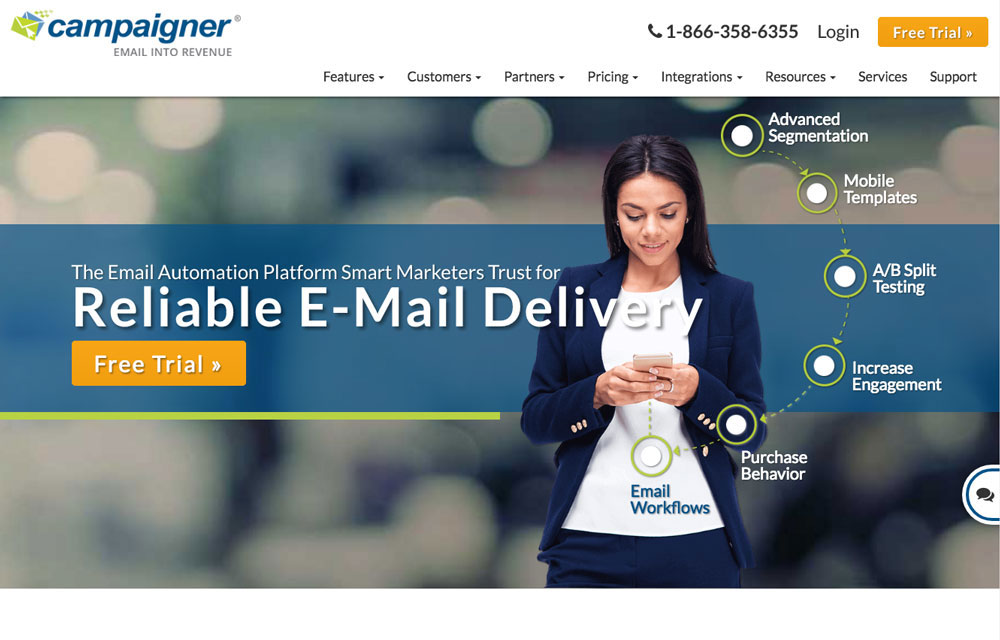 campaigner®
EMAIL INTO REVENUE
1-866-358-6355 Login Free Trial »
Features Customers Partners Pricing Integrations Resources Services Support
Advanced
Segmentation
Mobile
Templates
A/B Split
Testing
The Email Automation Platform Smart Marketers Trust for
Reliable E-Mail Delivery
Free Trial »
Increase
Engagement
Purchase
Behavior
Email
Workflows